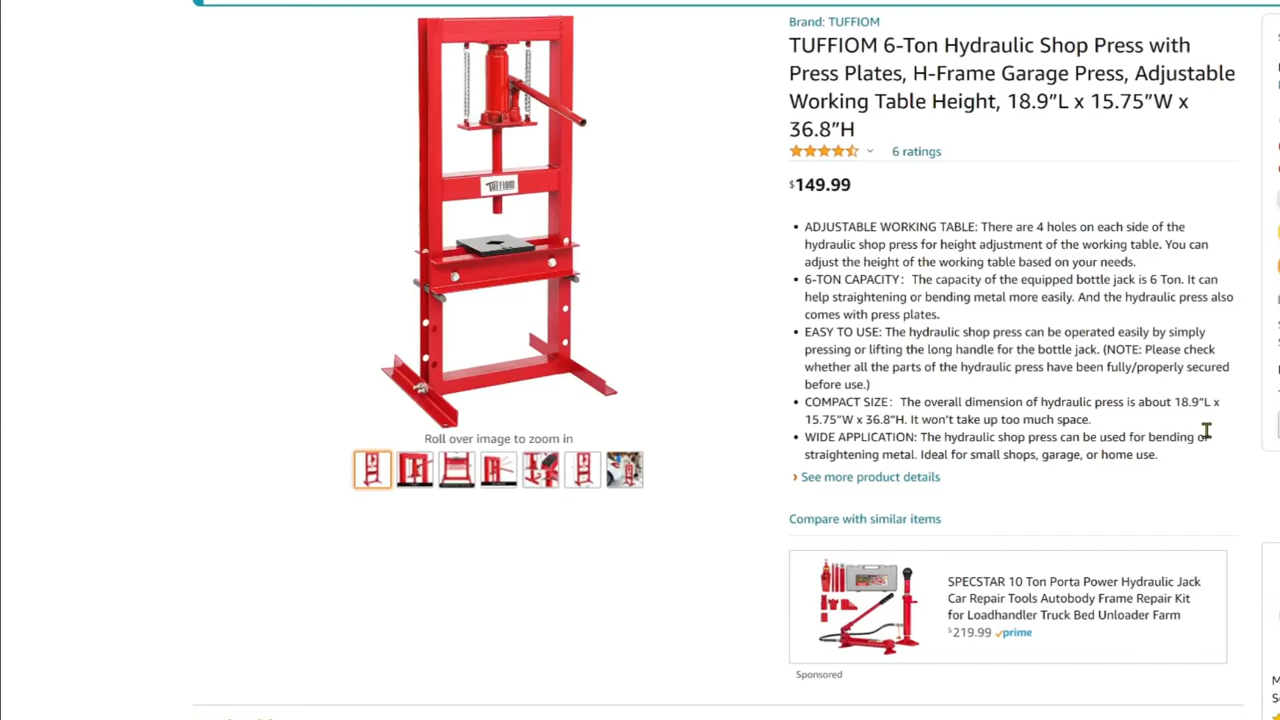 Brand: TUFFIOM
TUFFIOM 6-Ton Hydraulic Shop Press with
Press Plates, H-Frame Garage Press, Adjustable
Working Table Height, 18.9”L x 15.75”W x
36.8”H
6 ratings
$149.99
• ADJUSTABLE WORKING TABLE: There are 4 holes on each side of the
hydraulic shop press for height adjustment of the working table. You can
adjust the height of the working table based on your needs.
• 6-TON CAPACITY： The capacity of the equipped bottle jack is 6 Ton. It can
help straightening or bending metal more easily. And the hydraulic press also
comes with press plates.
• EASY TO USE: The hydraulic shop press can be operated easily by simply
pressing or lifting the long handle for the bottle jack. (NOTE: Please check
whether all the parts of the hydraulic press have been fully/properly secured
before use.)
• COMPACT SIZE： The overall dimension of hydraulic press is about 18.9”L x
15.75”W x 36.8”H. It won’t take up too much space.
• WIDE APPLICATION: The hydraulic shop press can be used for bending or
straightening metal. Ideal for small shops, garage, or home use.
› See more product details
Compare with similar items
SPECSTAR 10 Ton Porta Power Hydraulic Jack
Car Repair Tools Autobody Frame Repair Kit
for Loadhandler Truck Bed Unloader Farm
$219.99 prime
Sponsored
TUFFIOM
Roll over image to zoom in